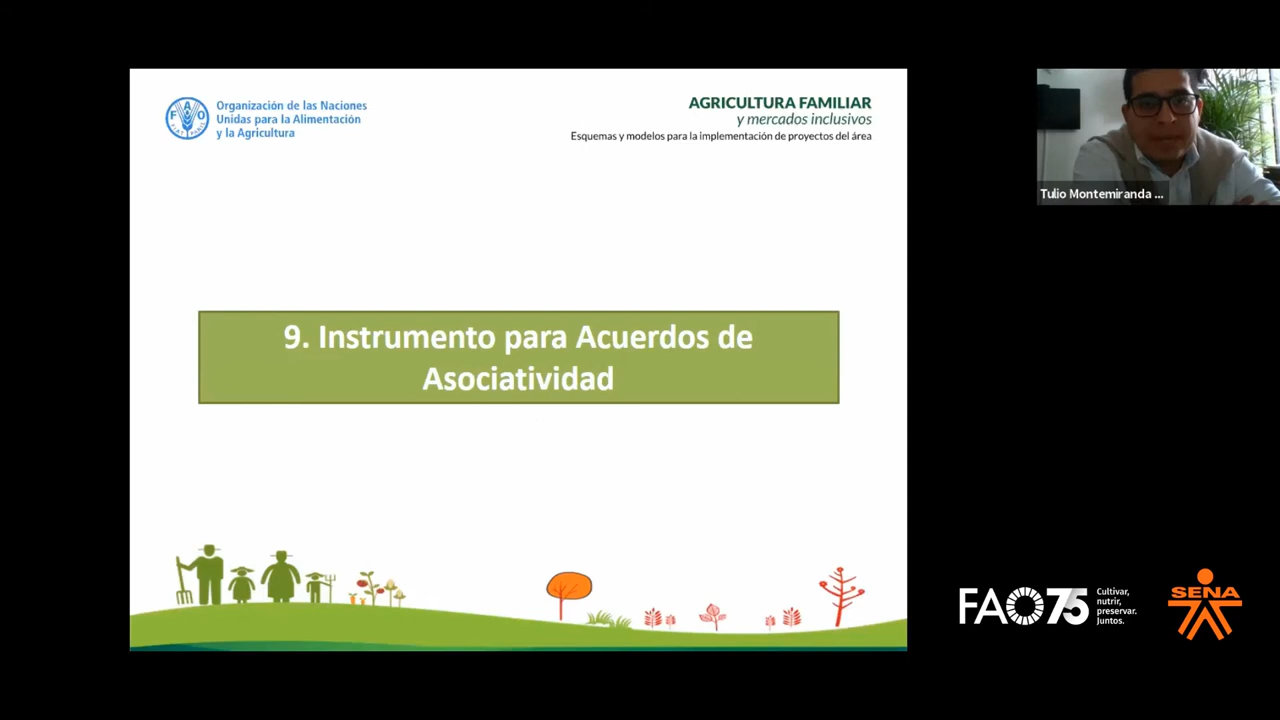 Organización de las Naciones
Unidas para la Alimentación
y la Agricultura
AGRICULTURA FAMILIAR
y mercados inclusivos
Esquemas y modelos para la implementación de proyectos del área
Tulio Montemiranda ...
9. Instrumento para Acuerdos de
Asociatividad
FAO75
Cultivar,
nutrir,
preservar.
Juntos.
SENA